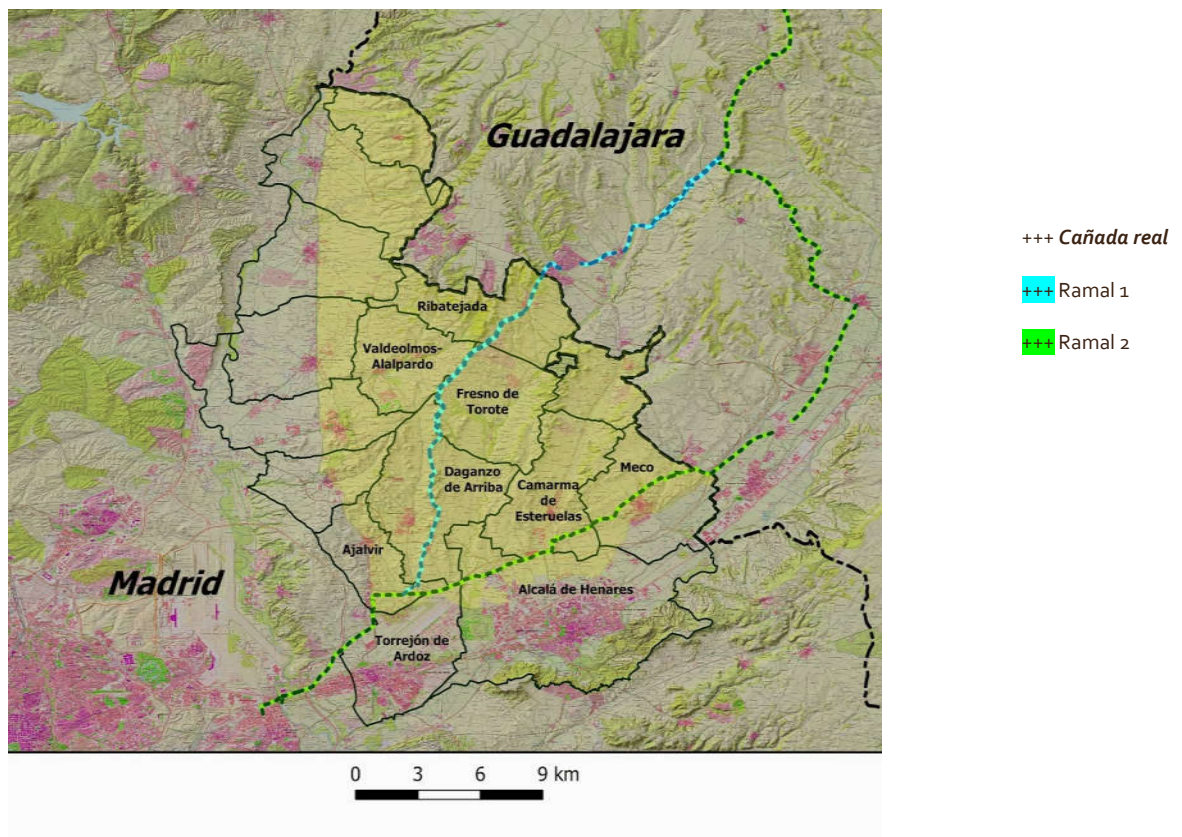 Guadalajara
Ribatejada
Valdeolmos-
Alalpardo
Fresno de
Torote
Daganzo
de Arriba
Camarma
de
Esteruelas
Meco
Ajalvir
Madrid
Alcalá de Henares
Torrejón de
Ardoz
0 3 6 9 km
+++ Cañada real
+++ Ramal 1
+++ Ramal 2